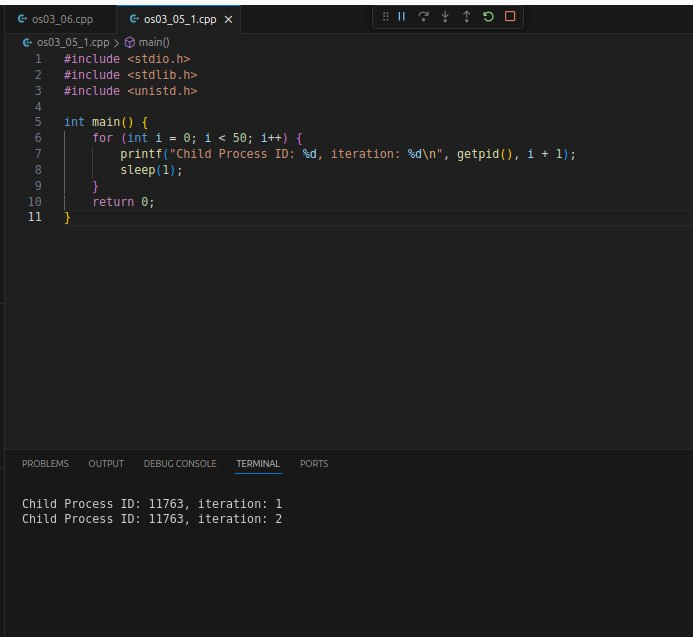 os03_06.cpp
os03_05_1.cpp
os03_05_1.cpp > main()
1 #include <stdio.h>
2 #include <stdlib.h>
3 #include <unistd.h>
4
5 int main() {
6     for (int i = 0; i < 50; i++) {
7         printf("Child Process ID: %d, iteration: %d\n", getpid(), i + 1);
8         sleep(1);
9     }
10     return 0;
11 }
PROBLEMS OUTPUT DEBUG CONSOLE TERMINAL PORTS
Child Process ID: 11763, iteration: 1
Child Process ID: 11763, iteration: 2